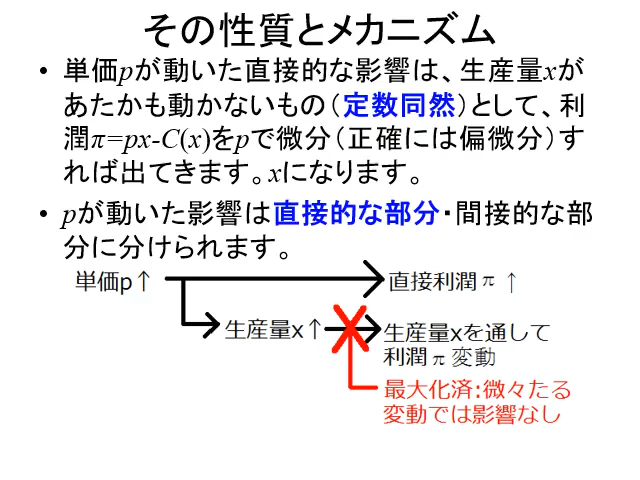 その性質とメカニズム
• 単価pが動いた直接的な影響は、生産量xが
あたかも動かないもの（定数同然）として、利
潤π=px-C(x)をpで微分（正確には偏微分）す
れば出てきます。xになります。
• pが動いた影響は直接的な部分・間接的な部
分に分けられます。
単価p↑
直接利潤π↑
生産量x↑
生産量xを通して
利潤π変動
最大化済:微々たる
変動では影響なし